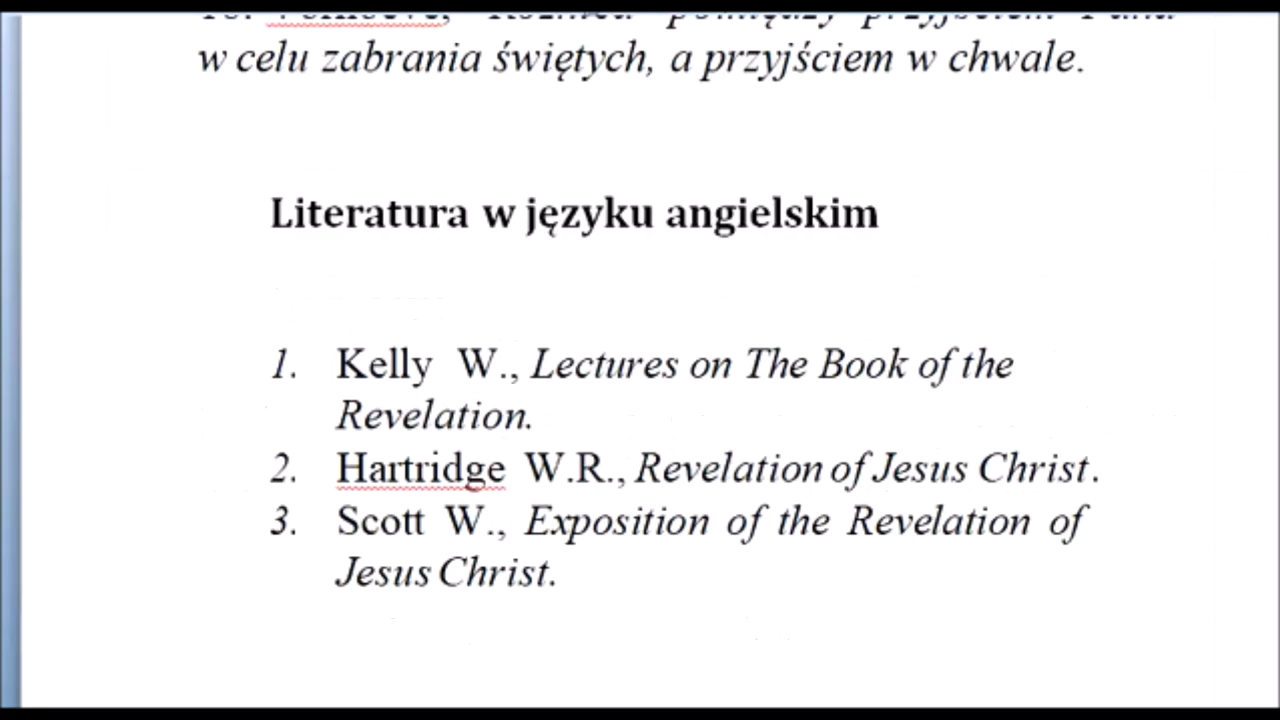 w celu zabrania świętych, a przyjściem w chwale.
Literatura w języku angielskim
1. Kelly W., Lectures on The Book of the
Revelation.
2. Hartridge W.R., Revelation of Jesus Christ.
3. Scott W., Exposition of the Revelation of
Jesus Christ.